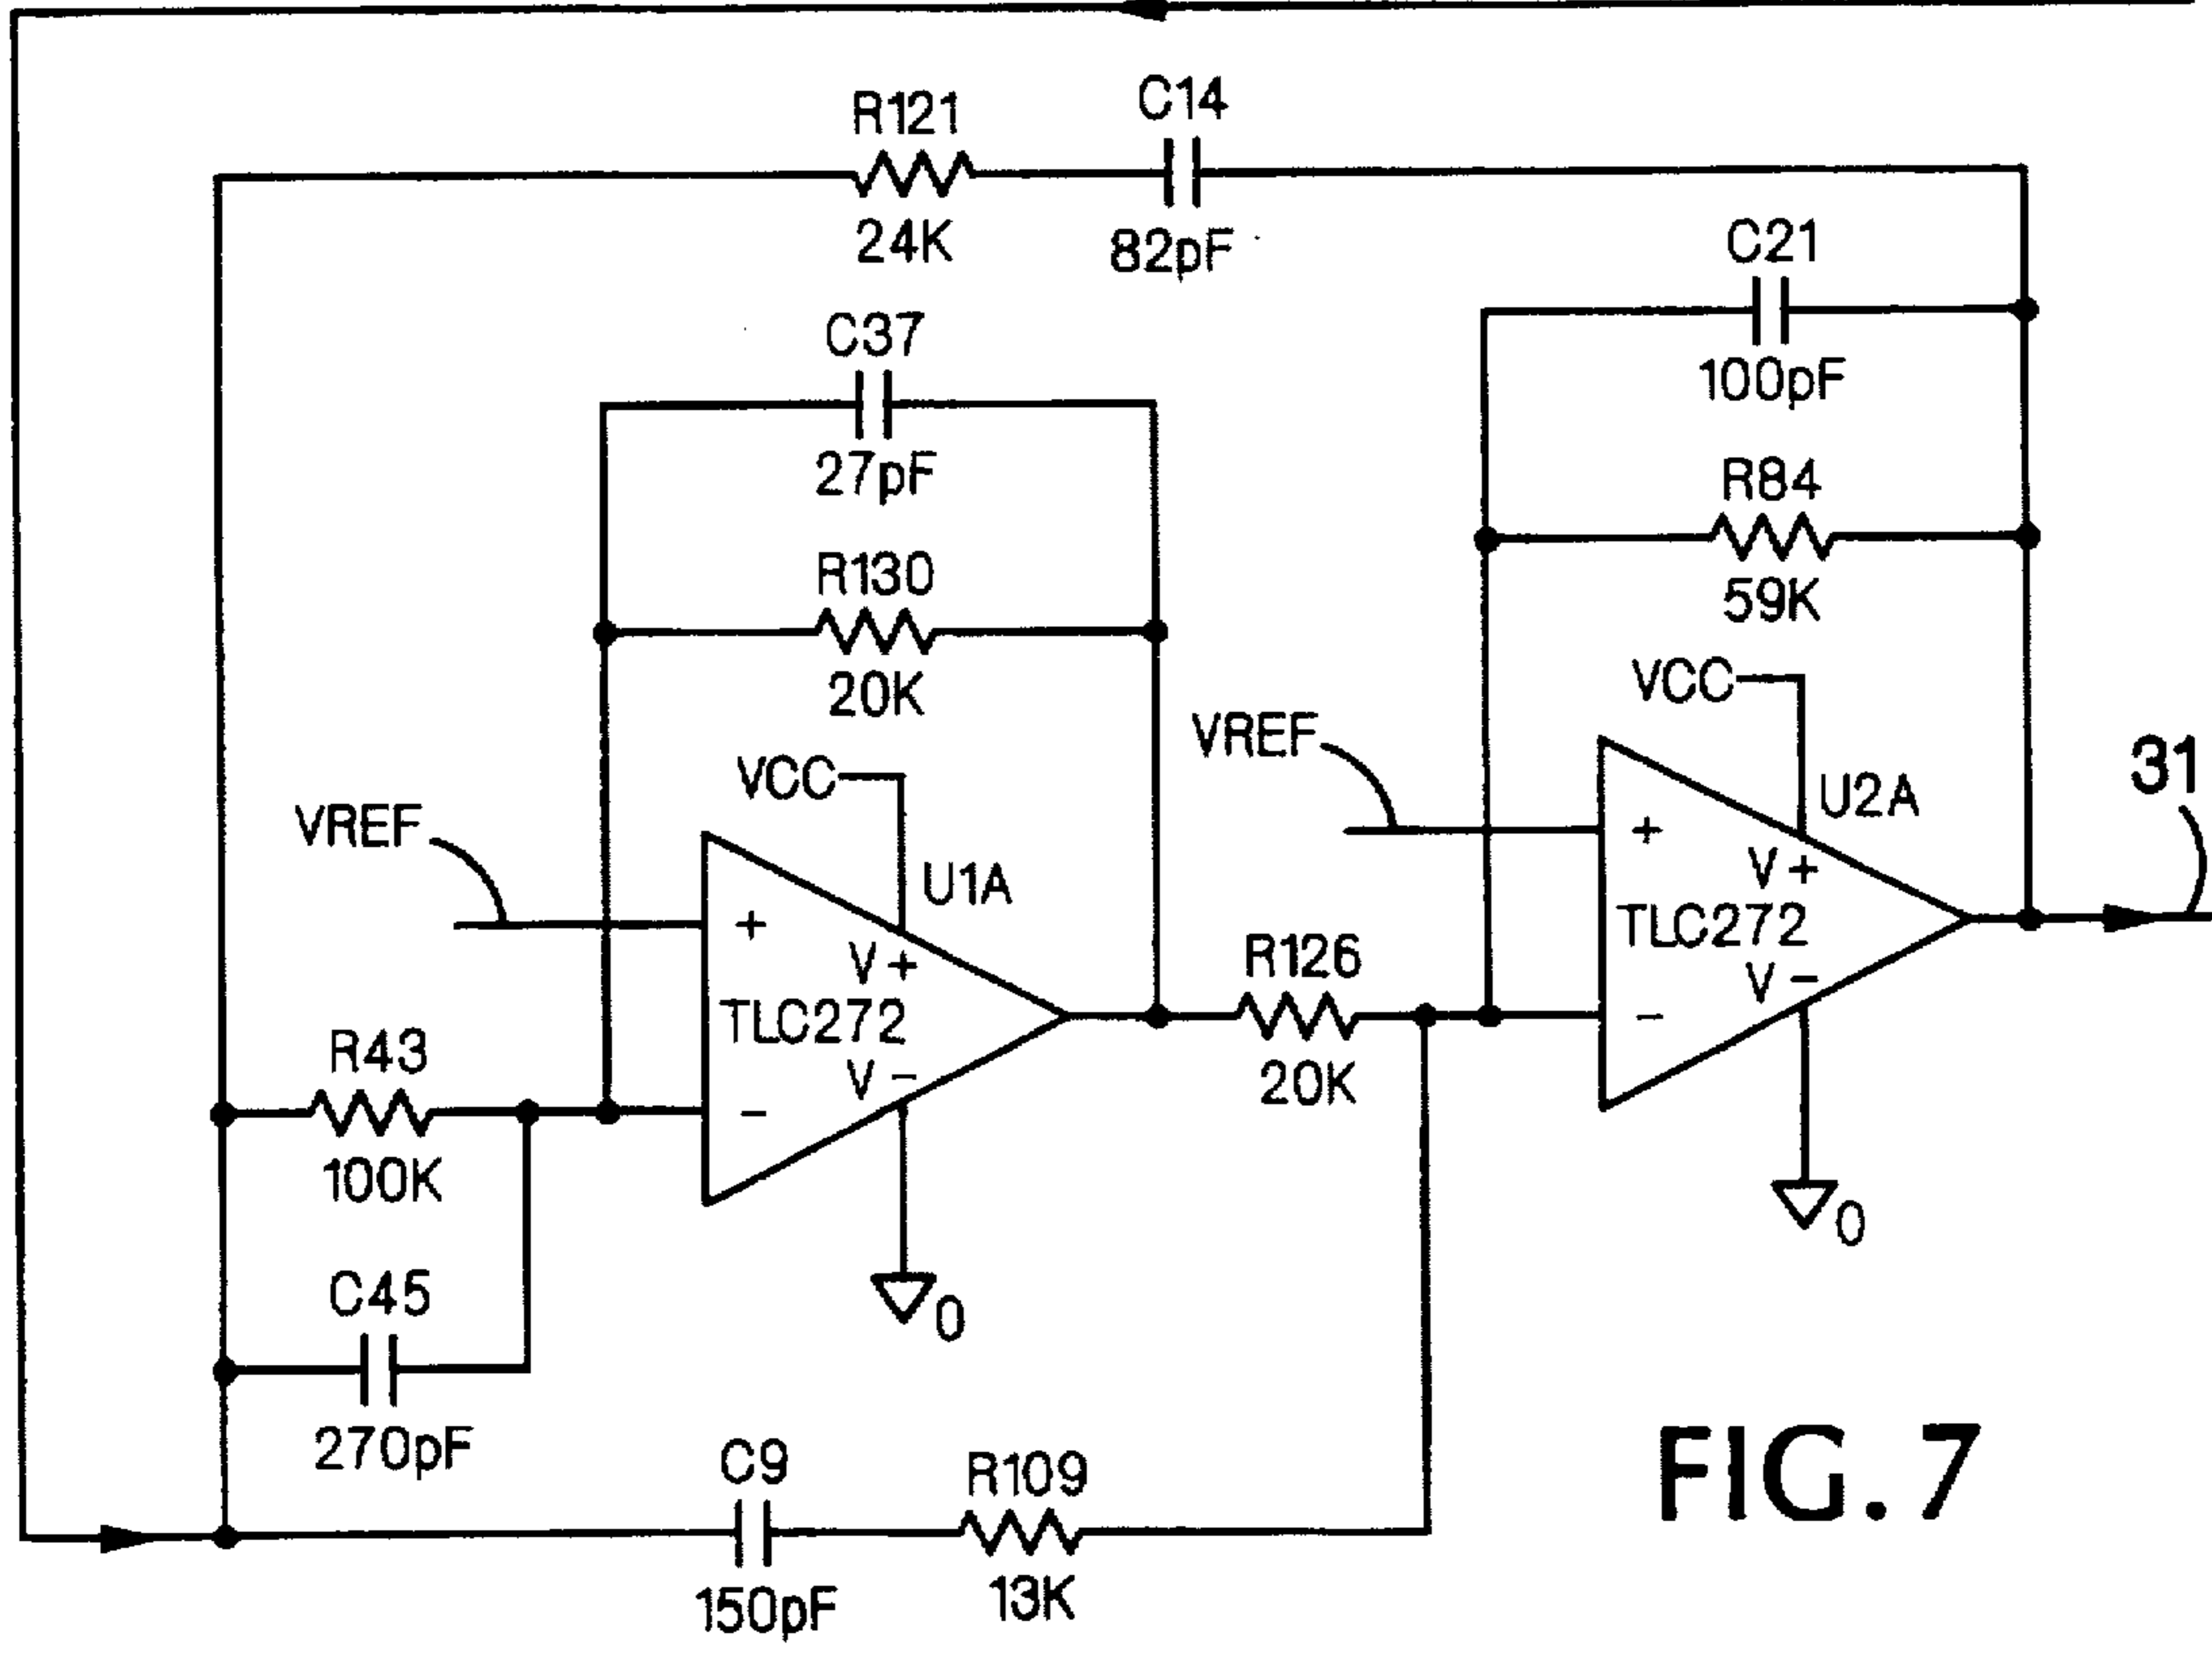 R121
24K
C14
82pF
C21
100pF
C37
27pF
R84
59K
R130
20K
VCC
VREF
VCC
VREF
31
U2A
+
V+
TLC272
V-
-
0
U1A
+
V+
TLC272
V-
-
0
R126
20K
R43
100K
C45
270pF
C9
150pF
R109
13K
FIG. 7